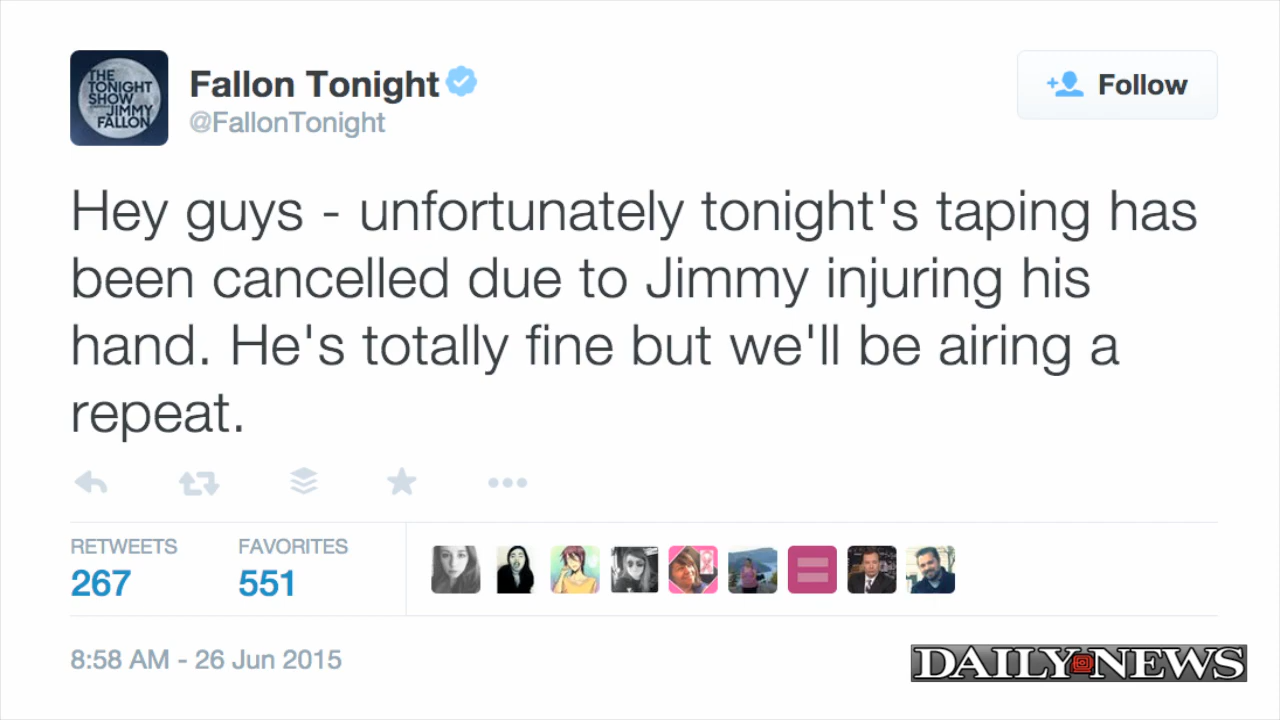 THE
TONIGHT
SHOW
JIMMY
FALLON
Fallon Tonight
@FallonTonight
Follow
Hey guys - unfortunately tonight's taping has
been cancelled due to Jimmy injuring his
hand. He's totally fine but we'll be airing a
repeat.
RETWEETS
267
FAVORITES
551
8:58 AM - 26 Jun 2015
DAILY NEWS